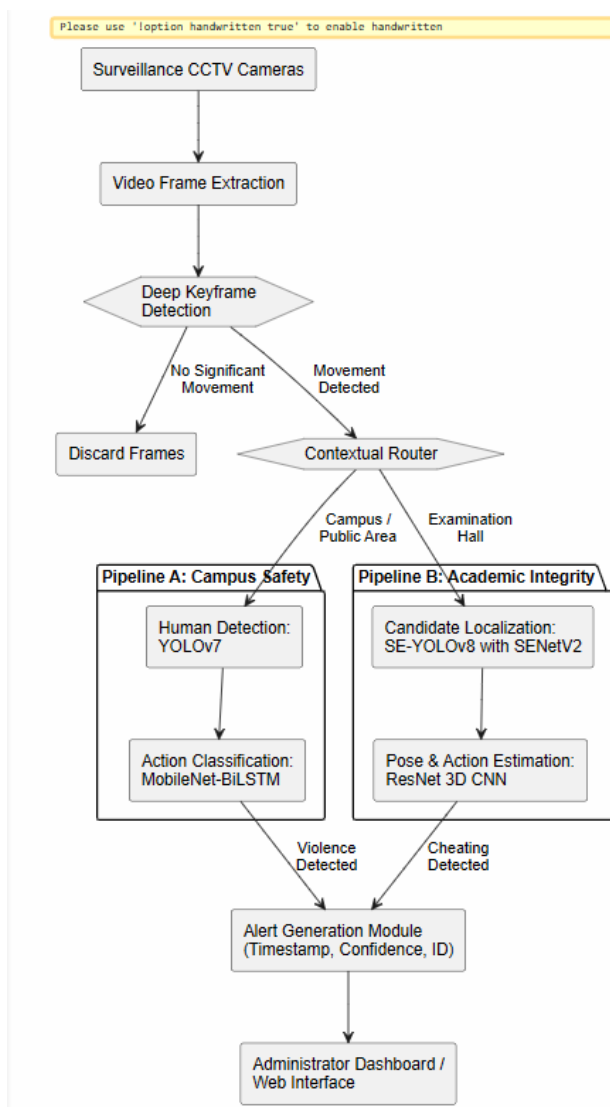 Please use '!option handwritten true' to enable handwritten
Surveillance CCTV Cameras
Video Frame Extraction
Deep Keyframe
Detection
No Significant
Movement
Movement
Detected
Discard Frames
Contextual Router
Campus /
Public Area
Examination
Hall
Pipeline A: Campus Safety
Pipeline B: Academic Integrity
Human Detection:
YOLOv7
Candidate Localization:
SE-YOLOv8 with SENetV2
Action Classification:
MobileNet-BiLSTM
Pose & Action Estimation:
ResNet 3D CNN
Violence
Detected
Cheating
Detected
Alert Generation Module
(Timestamp, Confidence, ID)
Administrator Dashboard /
Web Interface